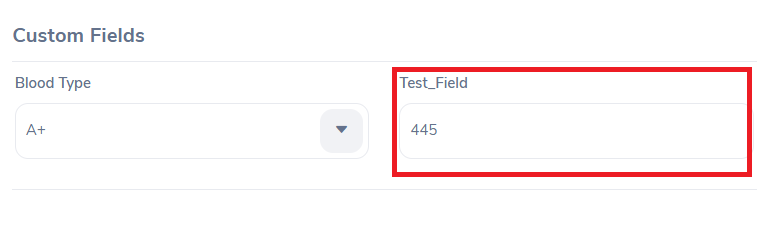 Custom Fields
Blood Type
Test_Field
A+
445